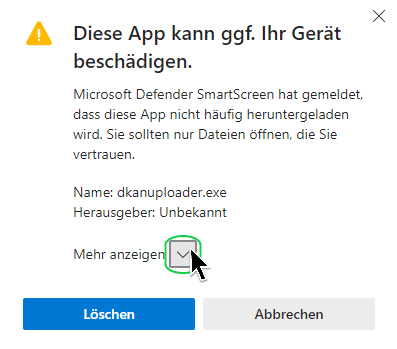 Diese App kann ggf. Ihr Gerät
beschädigen.
Microsoft Defender SmartScreen hat gemeldet,
dass diese App nicht häufig heruntergeladen
wird. Sie sollten nur Dateien öffnen, die Sie
vertrauen.
Name: dkanuploader.exe
Herausgeber: Unbekannt
Mehr anzeigen
Löschen
Abbrechen